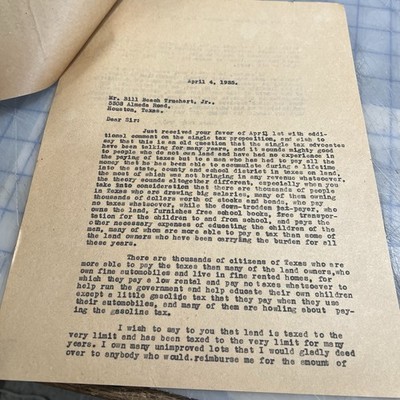 April 4, 1935.
Mr. Bill Beach Truehart, Jr.,
5308 Almeda Road,
Houston, Texas.
Dear Sir:
Just received your favor of April 1st with addi-
tional comment on the single tax proposition, and wish to
say that this is an old question that the single tax advocates
have been talking for many years, and it sounds mighty good
to people who do not own land and have had no experience in
the paying of taxes but to a man who has had to pay all the
money that he has been able to accumulate during a lifetime
into the state, county and school district in taxes on land,
the most of which was not bringing in any revenue whatsoever,
the theory sounds altogether different, especially when you
take into consideration that there are thousands of people
in Texas who are drawing big salaries, many of them owning
thousands of dollars worth of stocks and bonds, who pay
no taxes whatsoever, while the down-trodden tax-payer, who
owns his land, furnishes free school books, free transpor-
tation for the children to and from school, and pays the
other necessary expenses of educating the children of the
men, many of whom are more able to pay a tax than some of
the land owners who have been carrying the burden for all
these years.
There are thousands of citizens of Texas who are
more able to pay the taxes than many of the land owners, who
own fine automobiles and live in fine rented homes, for
which they pay a low rental and pay no taxes whatsoever to
help run the government and help educate their own children
except a little gasoline tax that they pay when they use
their automobiles, and many of them are howling about pay-
ing the gasoline tax.
I wish to say to you that land is taxed to the
very limit and has been taxed to the very limit for many
years. I own many unimproved lots that I would gladly deed
over to anybody who would reimburse me for the amount of